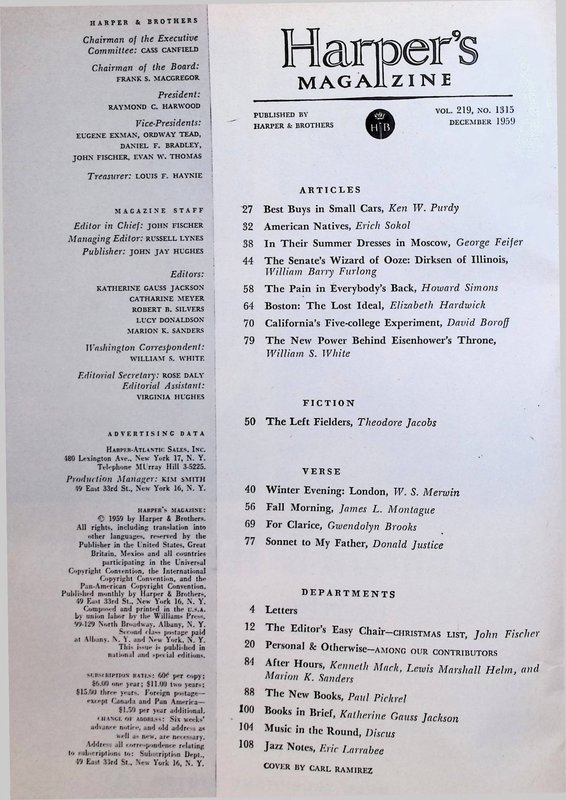 HARPER & BROTHERS
Chairman of the Executive
Committee: CASS CANFIELD
Chairman of the Board:
FRANK S. MACGREGOR
President:
RAYMOND C. HARWOOD
Vice-Presidents:
EUGENE EXMAN, ORDWAY TEAD,
DANIEL F. BRADLEY,
JOHN FISCHER, EVAN W. THOMAS
Treasurer: LOUIS F. HAYNIE
MAGAZINE STAFF
Editor in Chief: JOHN FISCHER
Managing Editor: RUSSELL LYNES
Publisher: JOHN JAY HUGHES
Editors:
KATHERINE GAUSS JACKSON
CATHARINE MEYER
ROBERT B. SILVERS
LUCY DONALDSON
MARION K. SANDERS
Washington Correspondent:
WILLIAM S. WHITE
Editorial Secretary: ROSE DALY
Editorial Assistant:
VIRGINIA HUGHES
ADVERTISING DATA
HARPER-ATLANTIC SALES, INC.
480 Lexington Ave., New York 17, N. Y.
Telephone MUrray Hill 3-5225.
Production Manager: KIM SMITH
49 East 33rd St., New York 16, N. Y.
HARPER'S MAGAZINE:
© 1959 by Harper & Brothers.
All rights, including translation into
other languages, reserved by the
Publisher in the United States, Great
Britain, Mexico and all countries
participating in the Universal
Copyright Convention, the International
Copyright Convention, and the
Pan-American Copyright Convention.
Published monthly by Harper & Brothers,
49 East 33rd St., New York 16, N. Y.
Composed and printed in the U.S.A.
by union labor by the Williams Press,
99-129 North Broadway, Albany, N. Y.
Second class postage paid
at Albany, N. Y. and New York, N. Y.
This issue is published in
national and special editions.
SUBSCRIPTION RATES: 60¢ per copy;
$6.00 one year; $11.00 two years;
$15.00 three years. Foreign postage—
except Canada and Pan America—
$1.50 per year additional.
CHANGE OF ADDRESS: Six weeks'
advance notice, and old address as
well as new, are necessary.
Address all correspondence relating
to subscriptions to: Subscription Dept.,
49 East 33rd St., New York 16, N. Y.
Harper's
MAGAZINE
PUBLISHED BY
HARPER & BROTHERS
H B
VOL. 219, NO. 1315
DECEMBER 1959
ARTICLES
27 Best Buys in Small Cars, Ken W. Purdy
32 American Natives, Erich Sokol
38 In Their Summer Dresses in Moscow, George Feifer
44 The Senate's Wizard of Ooze: Dirksen of Illinois,
William Barry Furlong
58 The Pain in Everybody's Back, Howard Simons
64 Boston: The Lost Ideal, Elizabeth Hardwick
70 California's Five-college Experiment, David Boroff
79 The New Power Behind Eisenhower's Throne,
William S. White
FICTION
50 The Left Fielders, Theodore Jacobs
VERSE
40 Winter Evening: London, W. S. Merwin
56 Fall Morning, James L. Montague
69 For Clarice, Gwendolyn Brooks
77 Sonnet to My Father, Donald Justice
DEPARTMENTS
4 Letters
12 The Editor's Easy Chair—CHRISTMAS LIST, John Fischer
20 Personal & Otherwise—AMONG OUR CONTRIBUTORS
84 After Hours, Kenneth Mack, Lewis Marshall Helm, and
Marion K. Sanders
88 The New Books, Paul Pickrel
100 Books in Brief, Katherine Gauss Jackson
104 Music in the Round, Discus
108 Jazz Notes, Eric Larrabee
COVER BY CARL RAMIREZ